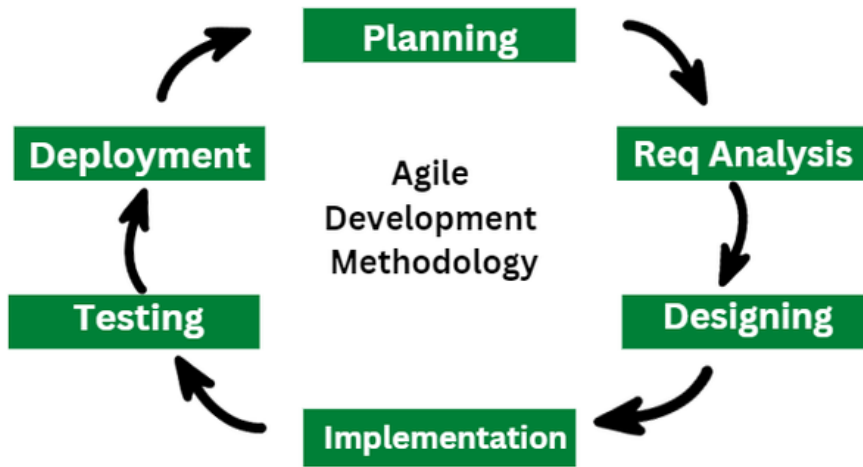 Planning
Deployment
Req Analysis
Agile
Development
Methodology
Testing
Designing
Implementation